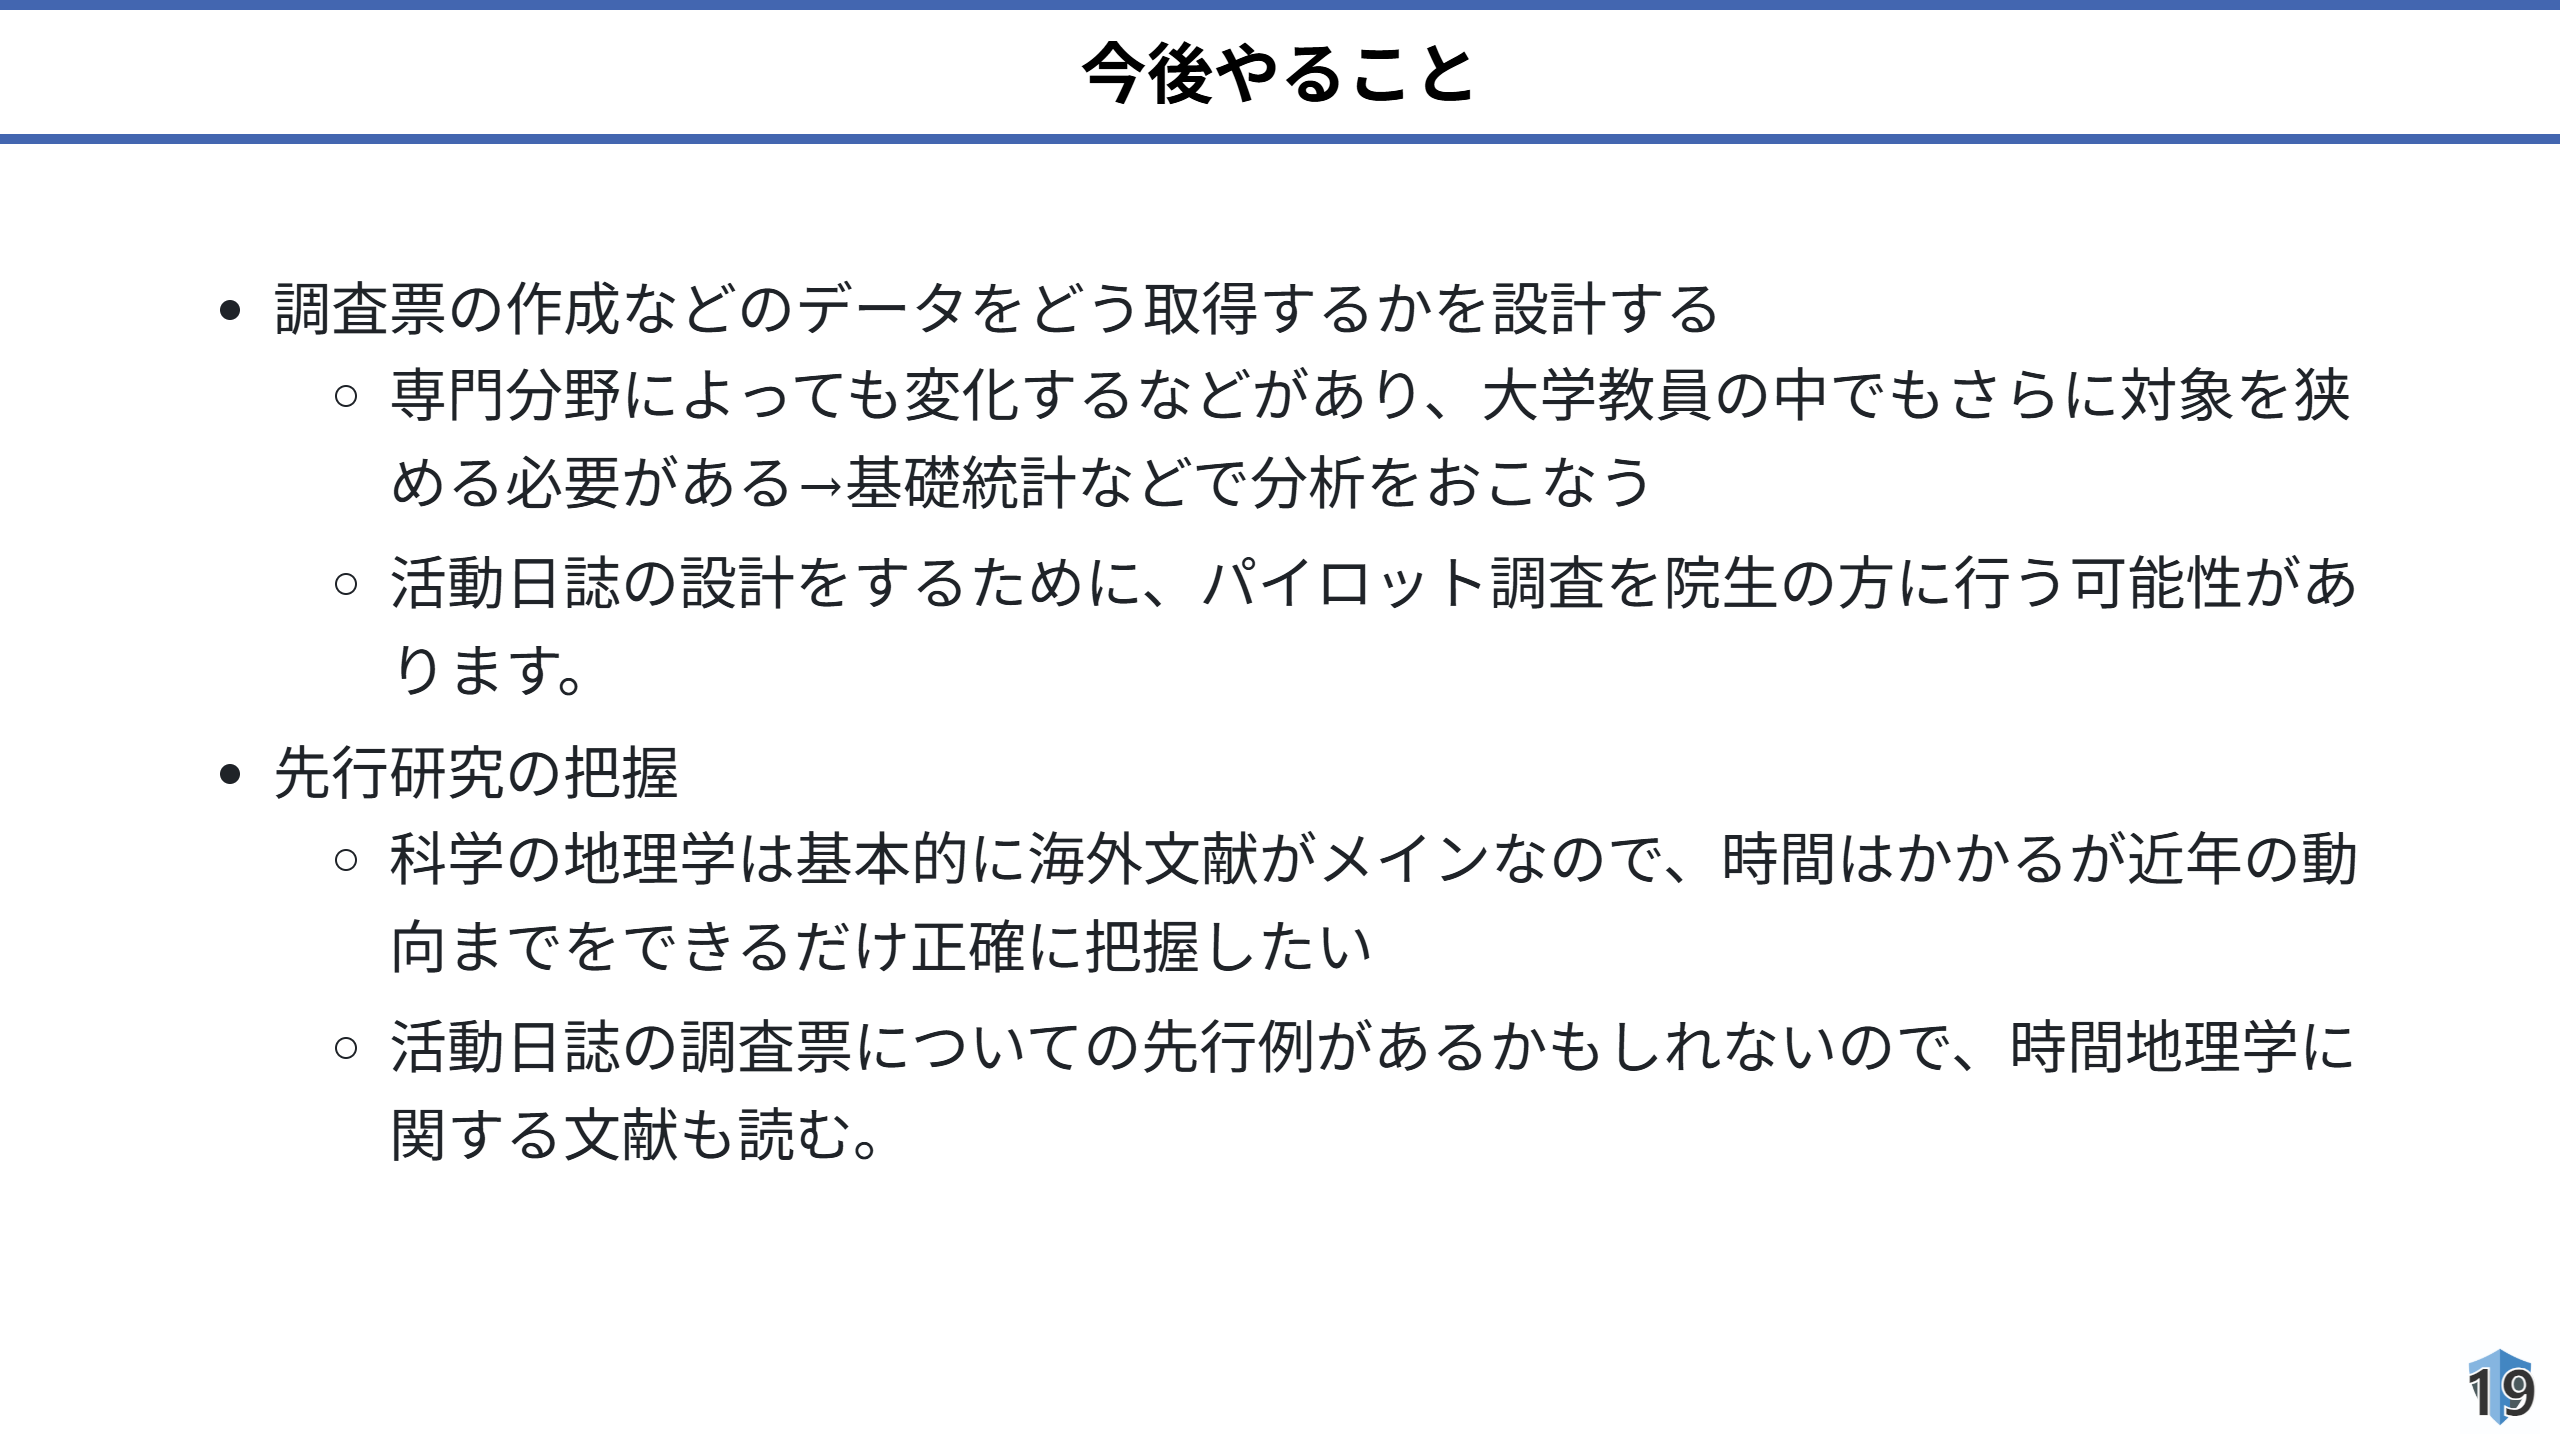 今後やること
• 調査票の作成などのデータをどう取得するかを設計する
○ 専門分野によっても変化するなどがあり、大学教員の中でもさらに対象を狭
める必要がある→基礎統計などで分析をおこなう
○ 活動日誌の設計をするために、パイロット調査を院生の方に行う可能性があ
ります。
• 先行研究の把握
○ 科学の地理学は基本的に海外文献がメインなので、時間はかかるが近年の動
向までをできるだけ正確に把握したい
○ 活動日誌の調査票についての先行例があるかもしれないので、時間地理学に
関する文献も読む。
19